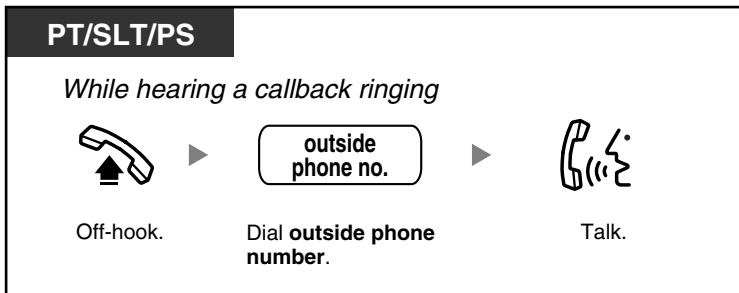 PT/SLT/PS
While hearing a callback ringing
outside
phone no.
Off-hook.
Dial outside phone
number.
Talk.